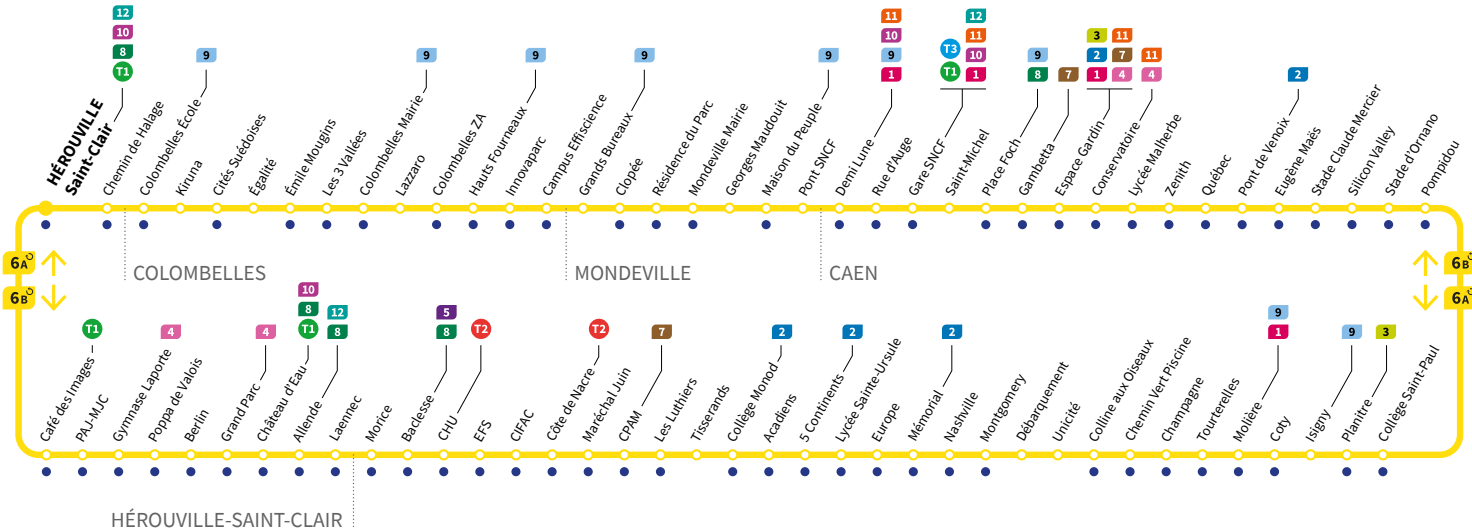 12
10
8
T1
9
9
9
9
9
11
10
9
1
T3
T1
12
11
10
1
9
8
7
3
2
1
11
7
4
11
4
2
HÉROUVILLE
Saint-Clair
Chemin de Halage
Colombelles École
Kiruna
Cités Suédoises
Égalité
Émile Mougins
Les 3 Vallées
Colombelles Mairie
Lazzaro
Colombelles ZA
Hauts Fourneaux
Innovaparc
Campus Effiscience
Grands Bureaux
Clopée
Résidence du Parc
Mondeville Mairie
Georges Maudouit
Maison du Peuple
Pont SNCF
Demi Lune
Rue d'Auge
Gare SNCF
Saint-Michel
Place Foch
Gambetta
Espace Gardin
Conservatoire
Lycée Malherbe
Zenith
Québec
Pont de Venoix
Eugène Maës
Stade Claude Mercier
Silicon Valley
Stade d'Ornano
Pompidou
6A
6B
COLOMBELLES
MONDEVILLE
CAEN
6B
6A
T1
4
4
10
8
T1
12
8
5
8
T2
T2
7
2
2
2
9
1
9
3
Café des Images
PAJ-MJC
Gymnase Laporte
Poppa de Valois
Berlin
Grand Parc
Château d'Eau
Allende
Laennec
Morice
Baclesse
CHU
EFS
CIFAC
Côte de Nacre
Maréchal Juin
CPAM
Les Luthiers
Tisserands
Collège Monod
Acadiens
5 Continents
Lycée Sainte-Ursule
Europe
Mémorial
Nashville
Montgomery
Débarquement
Unicité
Colline aux Oiseaux
Chemin Vert Piscine
Champagne
Tourterelles
Molière
Coty
Isigny
Planitre
Collège Saint-Paul
HÉROUVILLE-SAINT-CLAIR